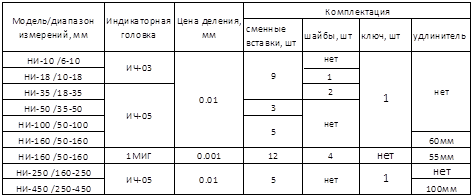 Модель/диапазон измерений, мм Индикаторная головка Цена деления, мм Комплектация
сменные вставки, шт шайбы, шт ключ, шт удлинитель
НИ-10 /6-10 ИЧ-03 0.01 9 нет 1 нет
НИ-18 /10-18 1
НИ-35 /18-35 ИЧ-05 2
НИ-50 /35-50 3 нет
НИ-100 /50-100 5
НИ-160 /50-160 60мм
НИ-160 /50-160 1МИГ 0.001 12 4 нет 55мм
НИ-250 /160-250 ИЧ-05 0.01 5 нет 1 нет
НИ-450 /250-450 100мм